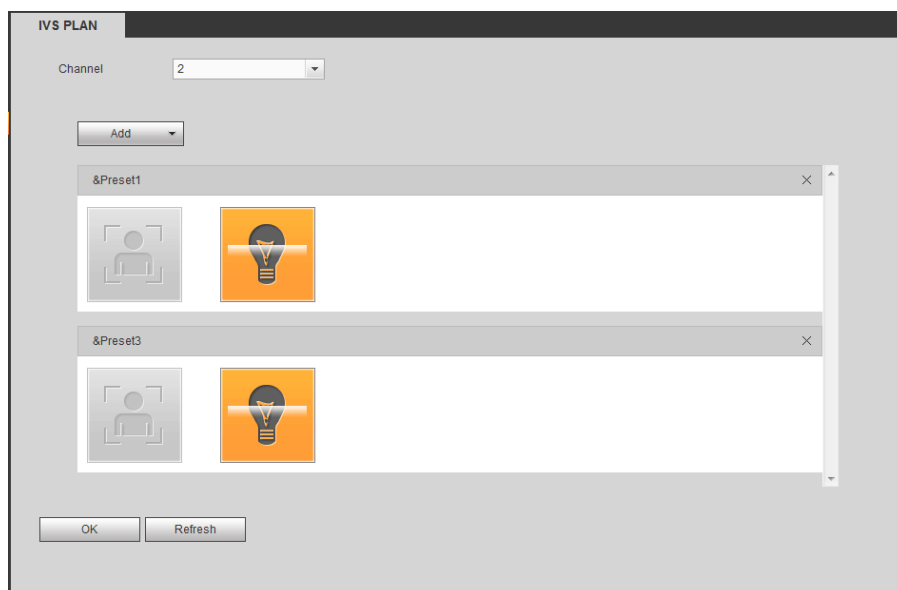 IVS PLAN
Channel 2
Add
&Preset1
&Preset3
OK Refresh